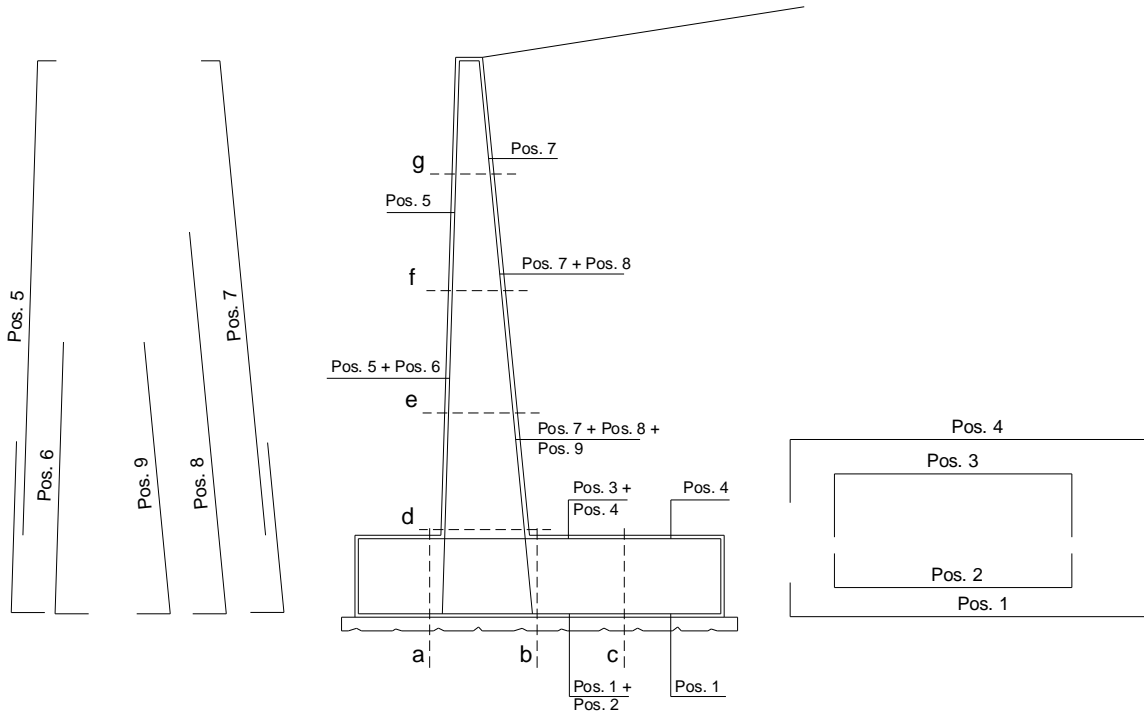 Pos. 5
Pos. 6
Pos. 9
Pos. 8
Pos. 7
g
Pos. 7
Pos. 5
f
Pos. 7 + Pos. 8
Pos. 5 + Pos. 6
e
Pos. 7 + Pos. 8 +
Pos. 9
d
Pos. 3 +
Pos. 4
Pos. 4
a
b
c
Pos. 1 +
Pos. 2
Pos. 1
Pos. 4
Pos. 3
Pos. 2
Pos. 1